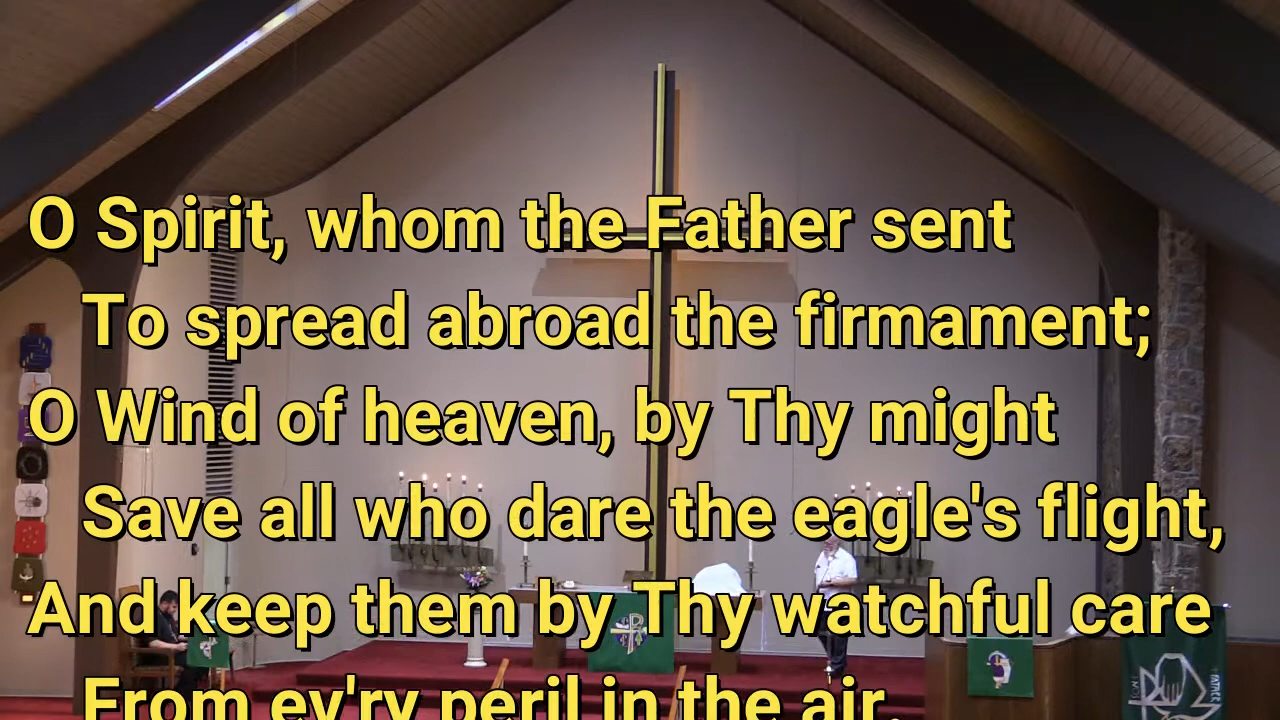 O Spirit, whom the Father sent
To spread abroad the firmament;
O Wind of heaven, by Thy might
Save all who dare the eagle's flight,
And keep them by Thy watchful care
From ev'ry peril in the air.